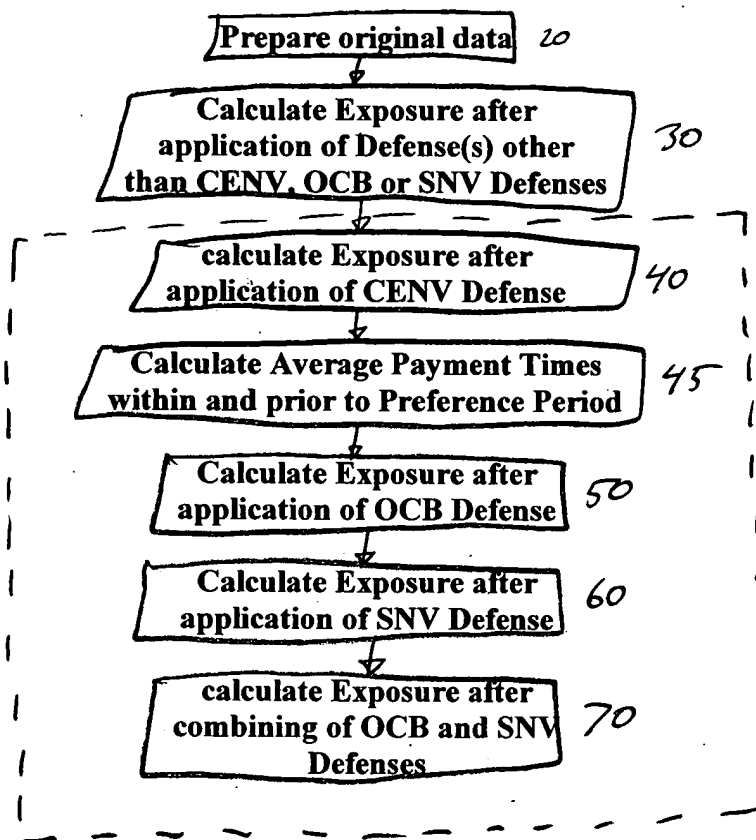 Prepare original data 20
Calculate Exposure after
application of Defense(s) other
than CENV, OCB or SNV Defenses
30
calculate Exposure after
application of CENV Defense
40
Calculate Average Payment Times
within and prior to Preference Period
45
Calculate Exposure after
application of OCB Defense
50
Calculate Exposure after
application of SNV Defense
60
calculate Exposure after
combining of OCB and SNV
Defenses
70